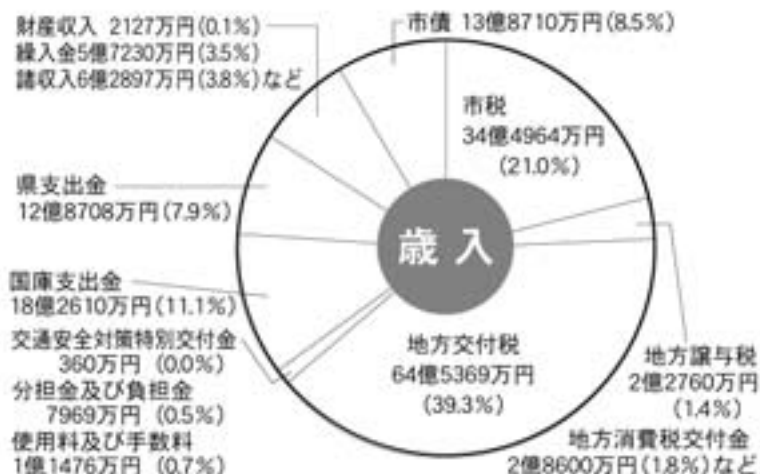 財産収入 2127万円(0.1%)
繰入金5億7230万円(3.5%)
諸収入6億2897万円(3.8%)など
市債 13億8710万円(8.5%)
市税
34億4964万円
(21.0%)
県支出金
12億8708万円(7.9%)
歳入
国庫支出金
18億2610万円(11.1%)
交通安全対策特別交付金
360万円 (0.0%)
分担金及び負担金
7969万円 (0.5%)
使用料及び手数料
1億1476万円 (0.7%)
地方交付税
64億5369万円
(39.3%)
地方譲与税
2億2760万円
(1.4%)
地方消費税交付金
2億8600万円(1.8%)など